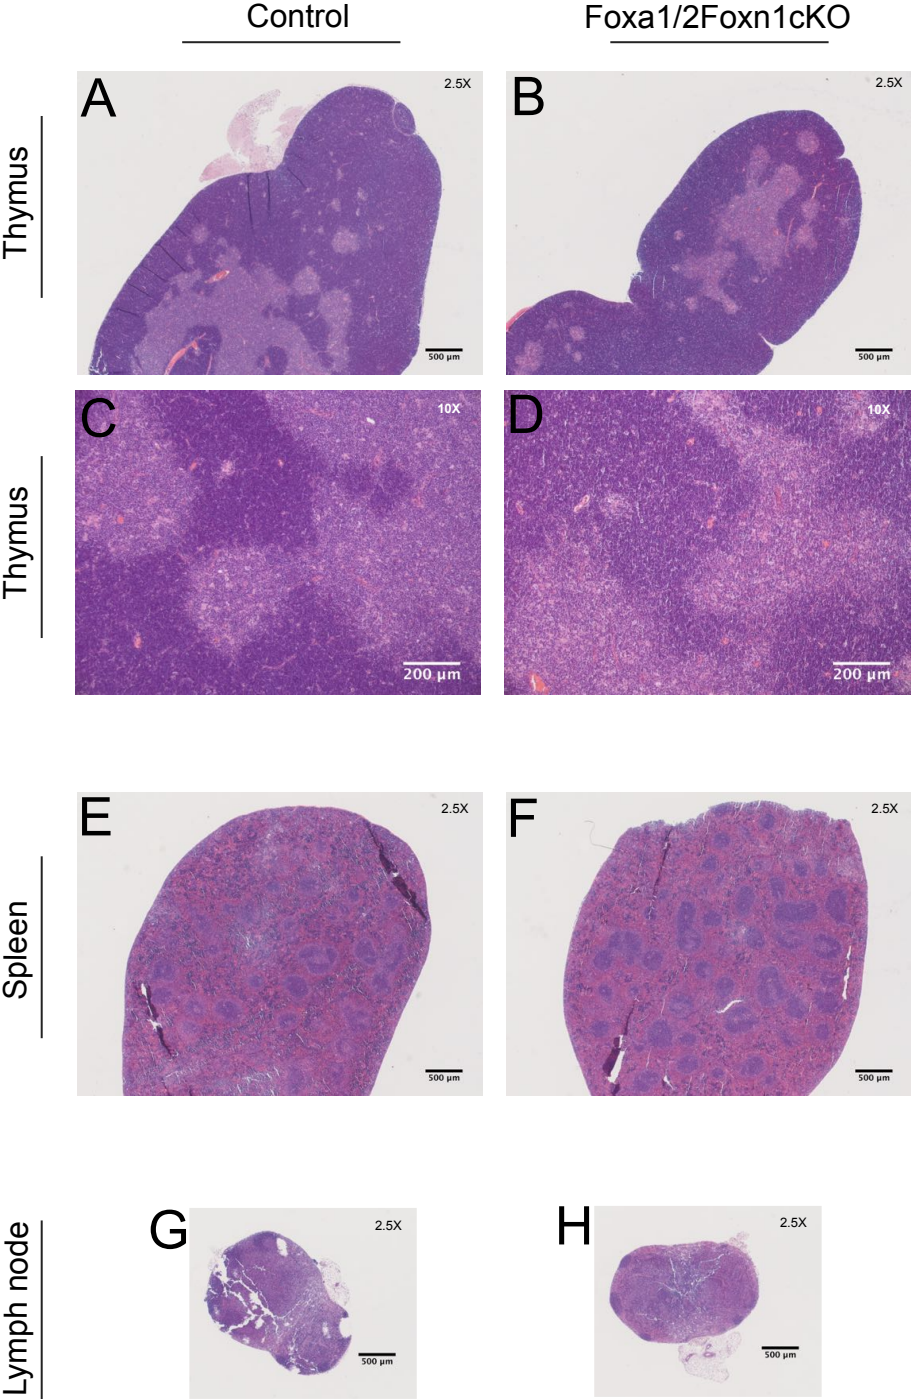 Control
Foxa1/2Foxn1cKO
Thymus
A
2.5X
500 μm
B
2.5X
500 μm
Thymus
C
10X
200 μm
D
10X
200 μm
Spleen
E
2.5X
500 μm
F
2.5X
500 μm
Lymph node
G
2.5X
500 μm
H
2.5X
500 μm